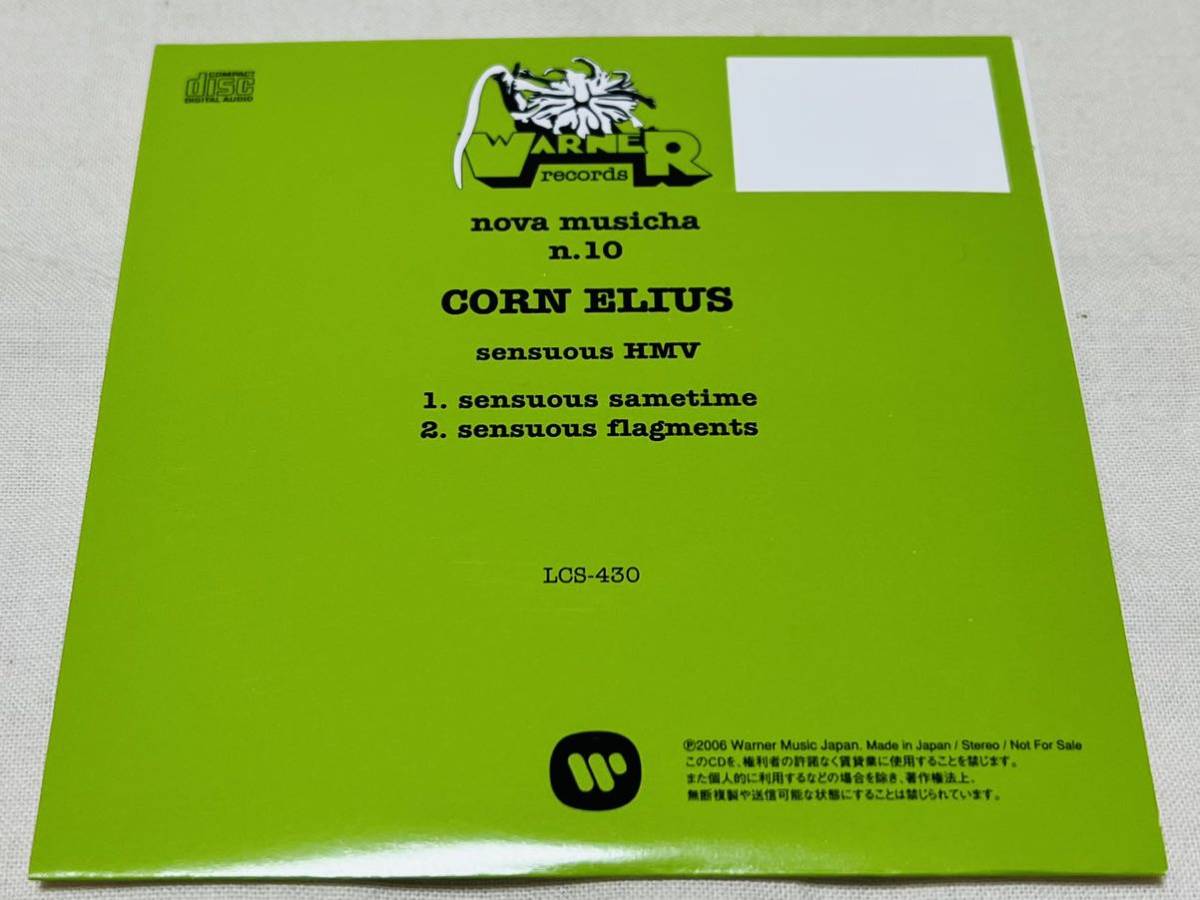 COMPACT
disc
DIGITAL AUDIO
WARNER
records
nova musicha
n.10
CORN ELIUS
sensuous HMV
1. sensuous sametime
2. sensuous flagments
LCS-430
℗2006 Warner Music Japan. Made in Japan / Stereo / Not For Sale
このCDを、権利者の許諾なく賃貸業に使用することを禁じます。
また個人的に利用するなどの場合を除き、著作権法上、
無断複製や送信可能な状態にすることは禁じられています。